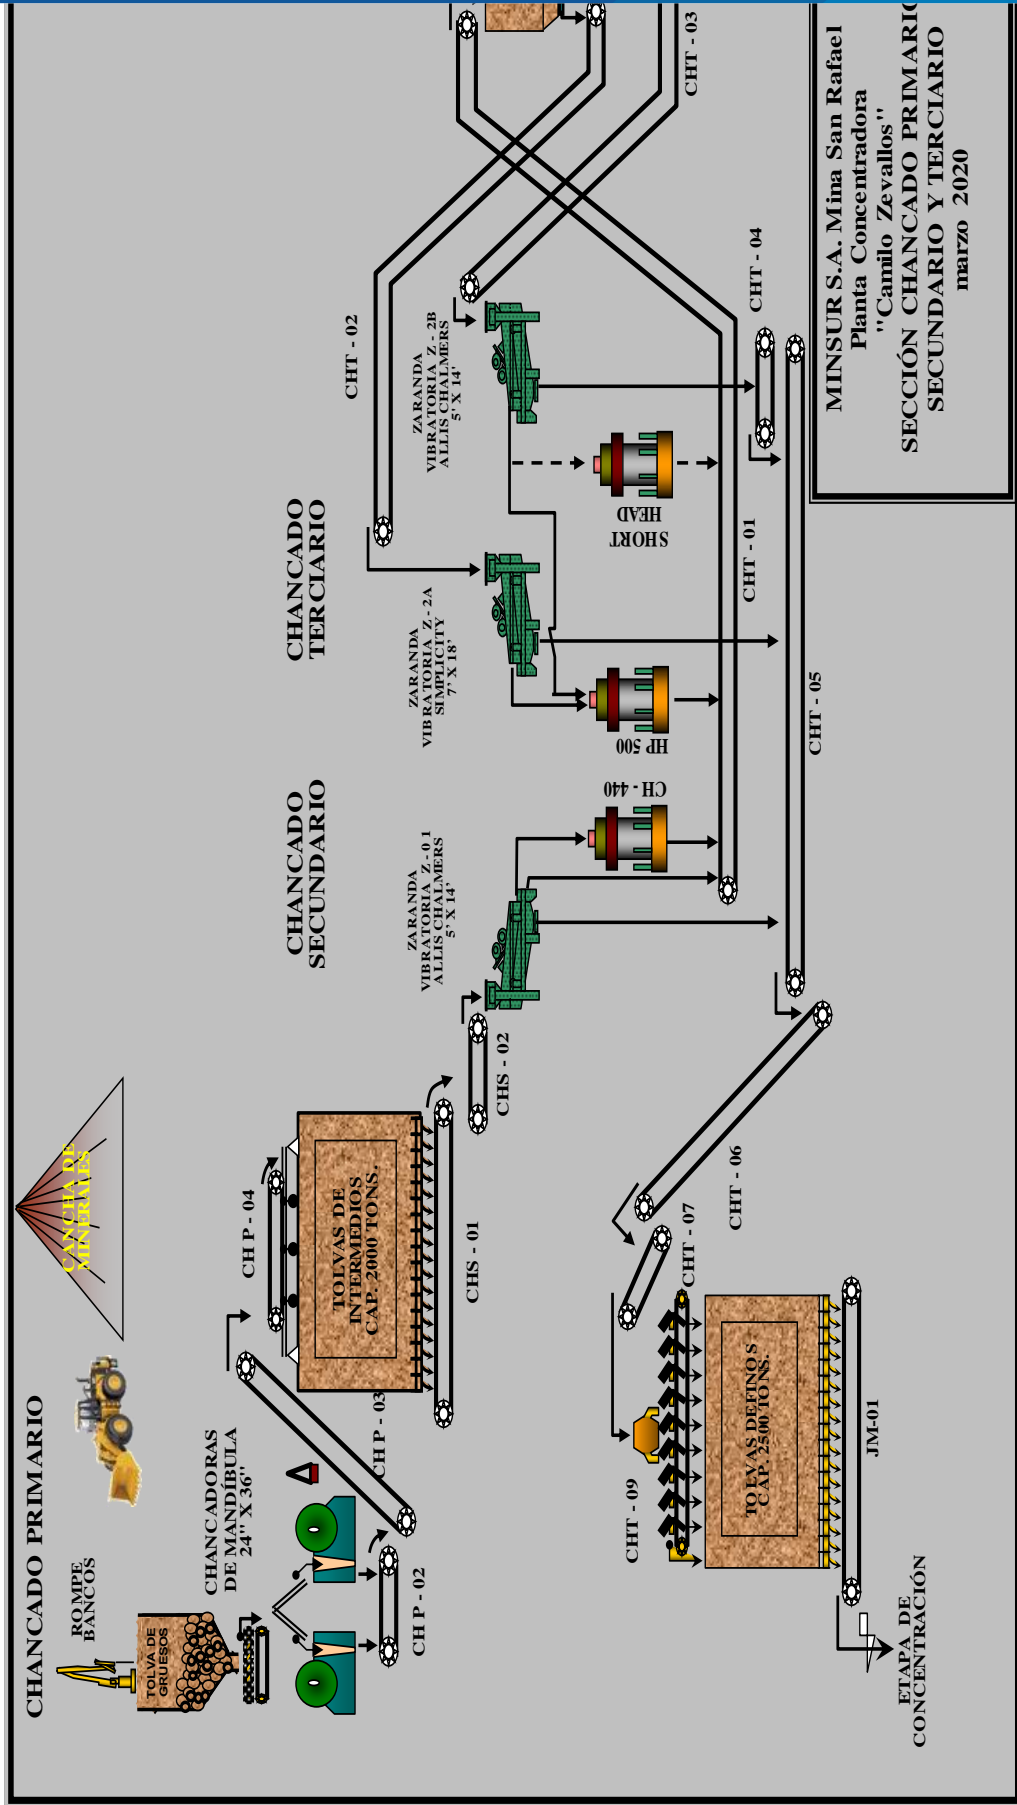 CHANCADO PRIMARIO
CANCHA DE
MINERALES
ROMPE
BANCOS
TOLVA DE
GRUESOS
CHANCADORAS
DE MANDÍBULA
24" X 36"
CH P - 02
CH P - 03
CH P - 04
TOLVAS DE
INTERMEDIOS
CAP. 2000 TONS.
CHS - 01
CHS - 02
CHANCADO
SECUNDARIO
ZARANDA
VIBRATORIA Z - 0 1
ALLIS CHALMERS
5' X 14'
CH - 440
CHANCADO
TERCIARIO
ZARANDA
VIBRATORIA Z - 2A
SIMPLICITY
7' X 18'
HP 500
ZARANDA
VIBRATORIA Z - 2B
ALLIS CHALMERS
5' X 14'
SHORT
HEAD
CHT - 02
CHT - 03
CHT - 01
CHT - 04
CHT - 05
CHT - 06
CHT - 07
CHT - 09
TOLVAS DEFINOS
CAP. 2500 TONS.
JM-01
ETAPA DE
CONCENTRACIÓN
MINSUR S.A. Mina San Rafael
Planta Concentradora
"Camilo Zevallos"
SECCIÓN CHANCADO PRIMARIO
SECUNDARIO Y TERCIARIO
marzo 2020